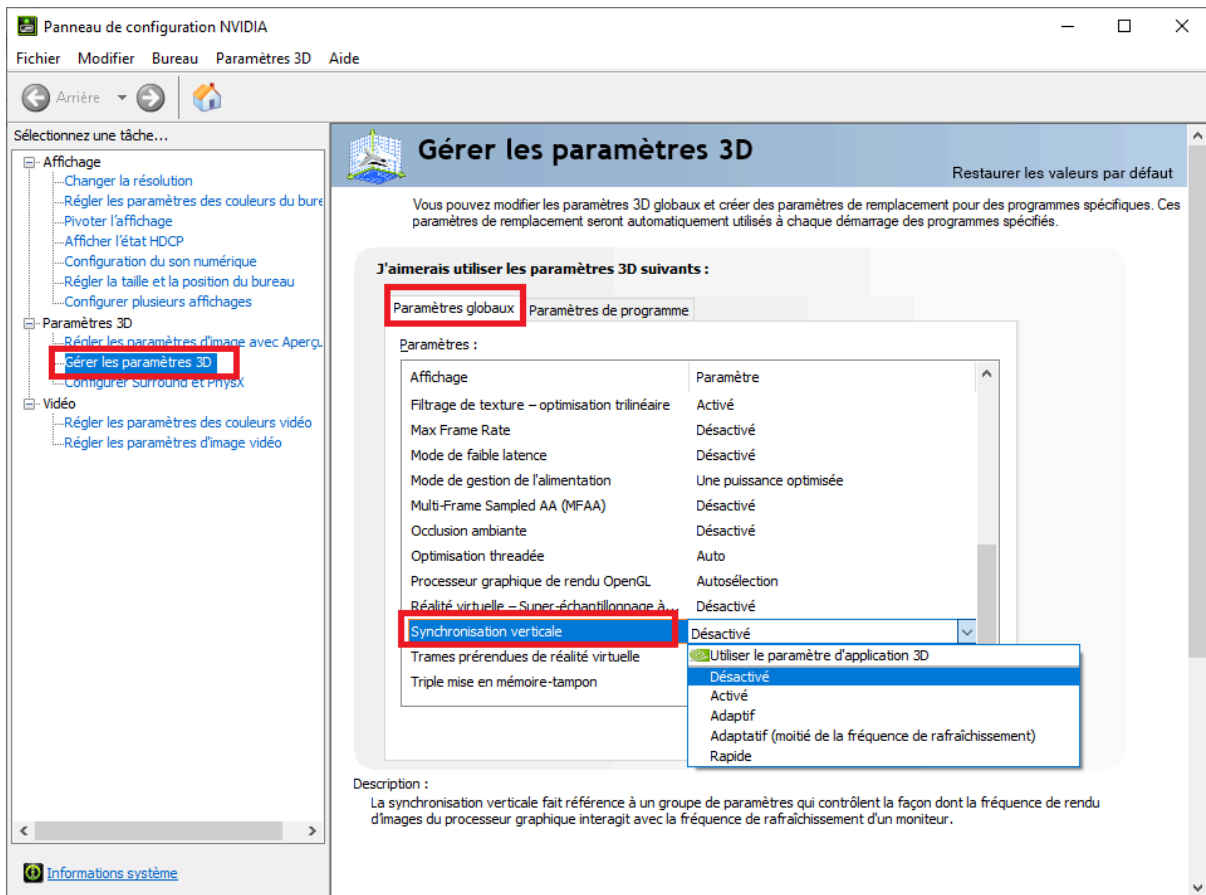 Panneau de configuration NVIDIA
Fichier Modifier Bureau Paramètres 3D Aide
Arrière
Sélectionnez une tâche...
Affichage
Changer la résolution
Régler les paramètres des couleurs du bure
Pivoter l'affichage
Afficher l'état HDCP
Configuration du son numérique
Régler la taille et la position du bureau
Configurer plusieurs affichages
Paramètres 3D
Régler les paramètres d'image avec Aperçu
Gérer les paramètres 3D
Configurer Surround et PhysX
Vidéo
Régler les paramètres des couleurs vidéo
Régler les paramètres d'image vidéo
Informations système
Gérer les paramètres 3D
Restaurer les valeurs par défaut
Vous pouvez modifier les paramètres 3D globaux et créer des paramètres de remplacement pour des programmes spécifiques. Ces
paramètres de remplacement seront automatiquement utilisés à chaque démarrage des programmes spécifiés.
J'aimerais utiliser les paramètres 3D suivants :
Paramètres globaux Paramètres de programme
Paramètres :
Affichage Paramètre
Filtrage de texture – optimisation trilinéaire Activé
Max Frame Rate Désactivé
Mode de faible latence Désactivé
Mode de gestion de l'alimentation Une puissance optimisée
Multi-Frame Sampled AA (MFAA) Désactivé
Occlusion ambiante Désactivé
Optimisation threadée Auto
Processeur graphique de rendu OpenGL Autosélection
Réalité virtuelle – Super-échantillonnage à... Désactivé
Synchronisation verticale Désactivé
Trames prérendues de réalité virtuelle
Triple mise en mémoire-tampon
Utiliser le paramètre d'application 3D
Désactivé
Activé
Adaptif
Adaptatif (moitié de la fréquence de rafraîchissement)
Rapide
Description :
La synchronisation verticale fait référence à un groupe de paramètres qui contrôlent la façon dont la fréquence de rendu
d'images du processeur graphique interagit avec la fréquence de rafraîchissement d'un moniteur.